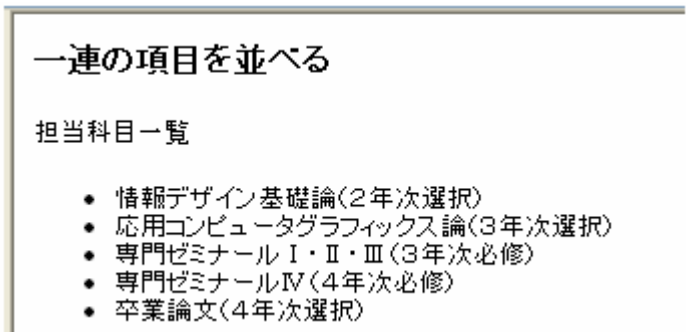 一連の項目を並べる
担当科目一覧
• 情報デザイン基礎論(2年次選択)
• 応用コンピュータグラフィックス論(3年次選択)
• 専門ゼミナールⅠ・Ⅱ・Ⅲ(3年次必修)
• 専門ゼミナールⅣ(4年次必修)
• 卒業論文(4年次選択)